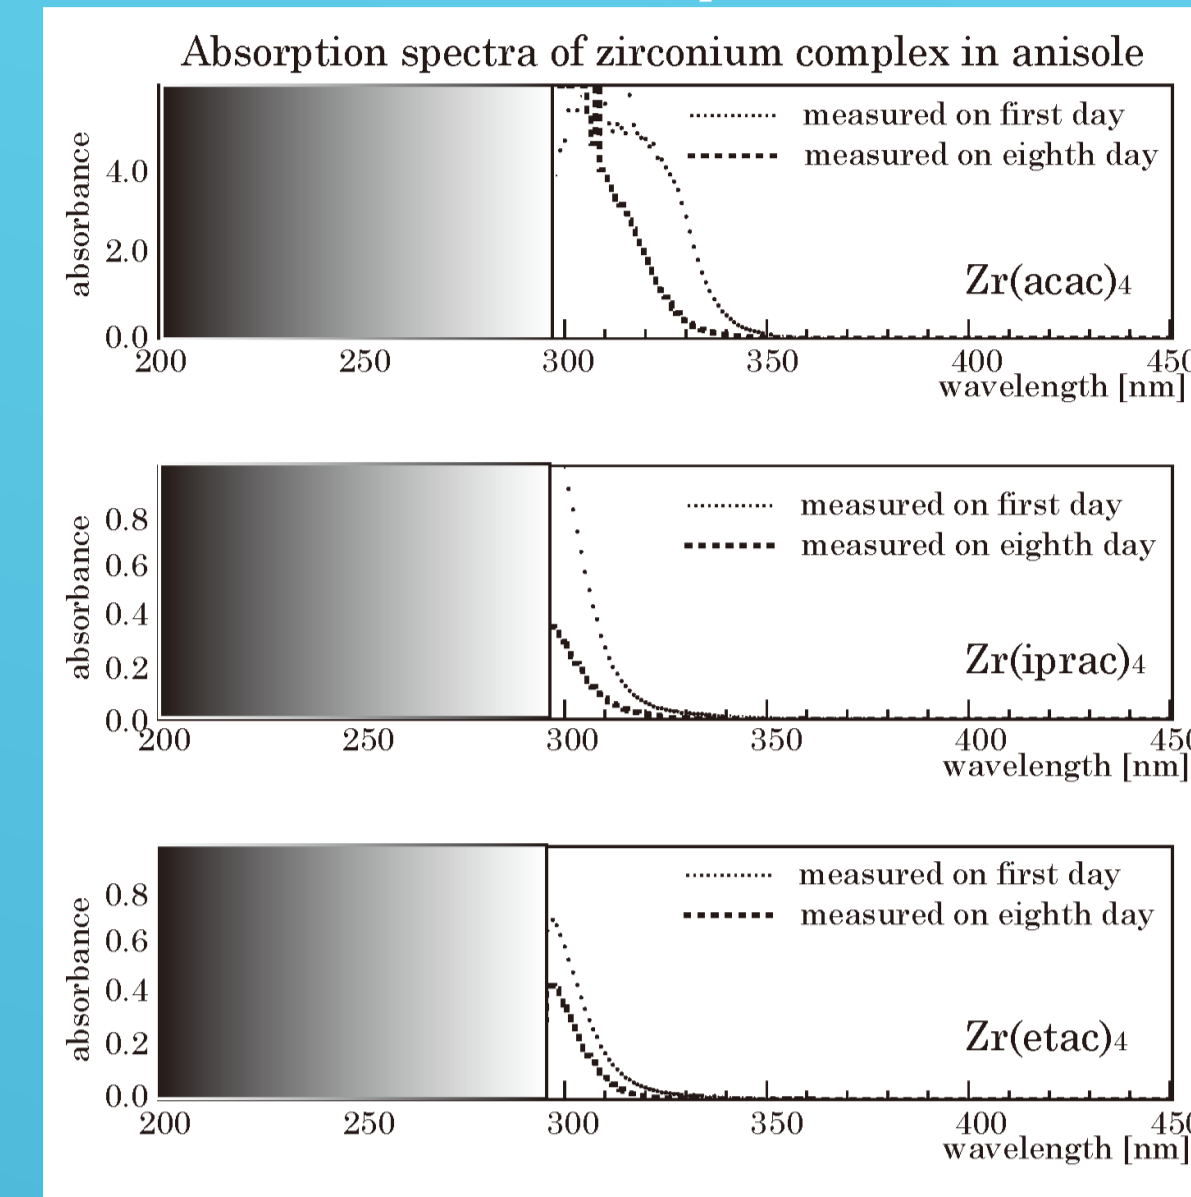 Absorption spectra of zirconium complex in anisole
measured on first day
measured on eighth day
absorbance
4.0
2.0
0.0
Zr(acac)4
200 250 300 350 400 450
wavelength [nm]
measured on first day
measured on eighth day
absorbance
0.8
0.6
0.4
0.2
0.0
Zr(iprac)4
200 250 300 350 400 450
wavelength [nm]
measured on first day
measured on eighth day
absorbance
0.8
0.6
0.4
0.2
0.0
Zr(etac)4
200 250 300 350 400 450
wavelength [nm]